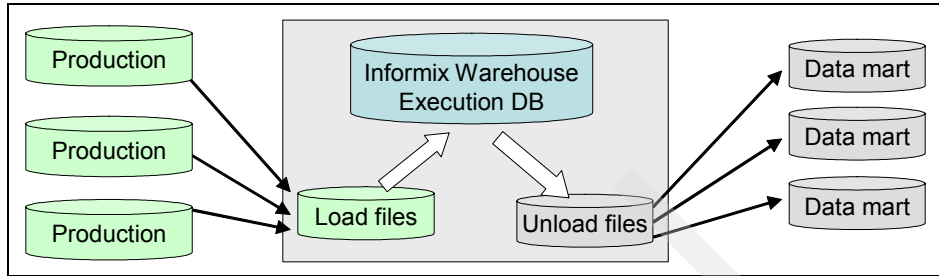 Production
Production
Production
Informix Warehouse
Execution DB
Load files
Unload files
Data mart
Data mart
Data mart